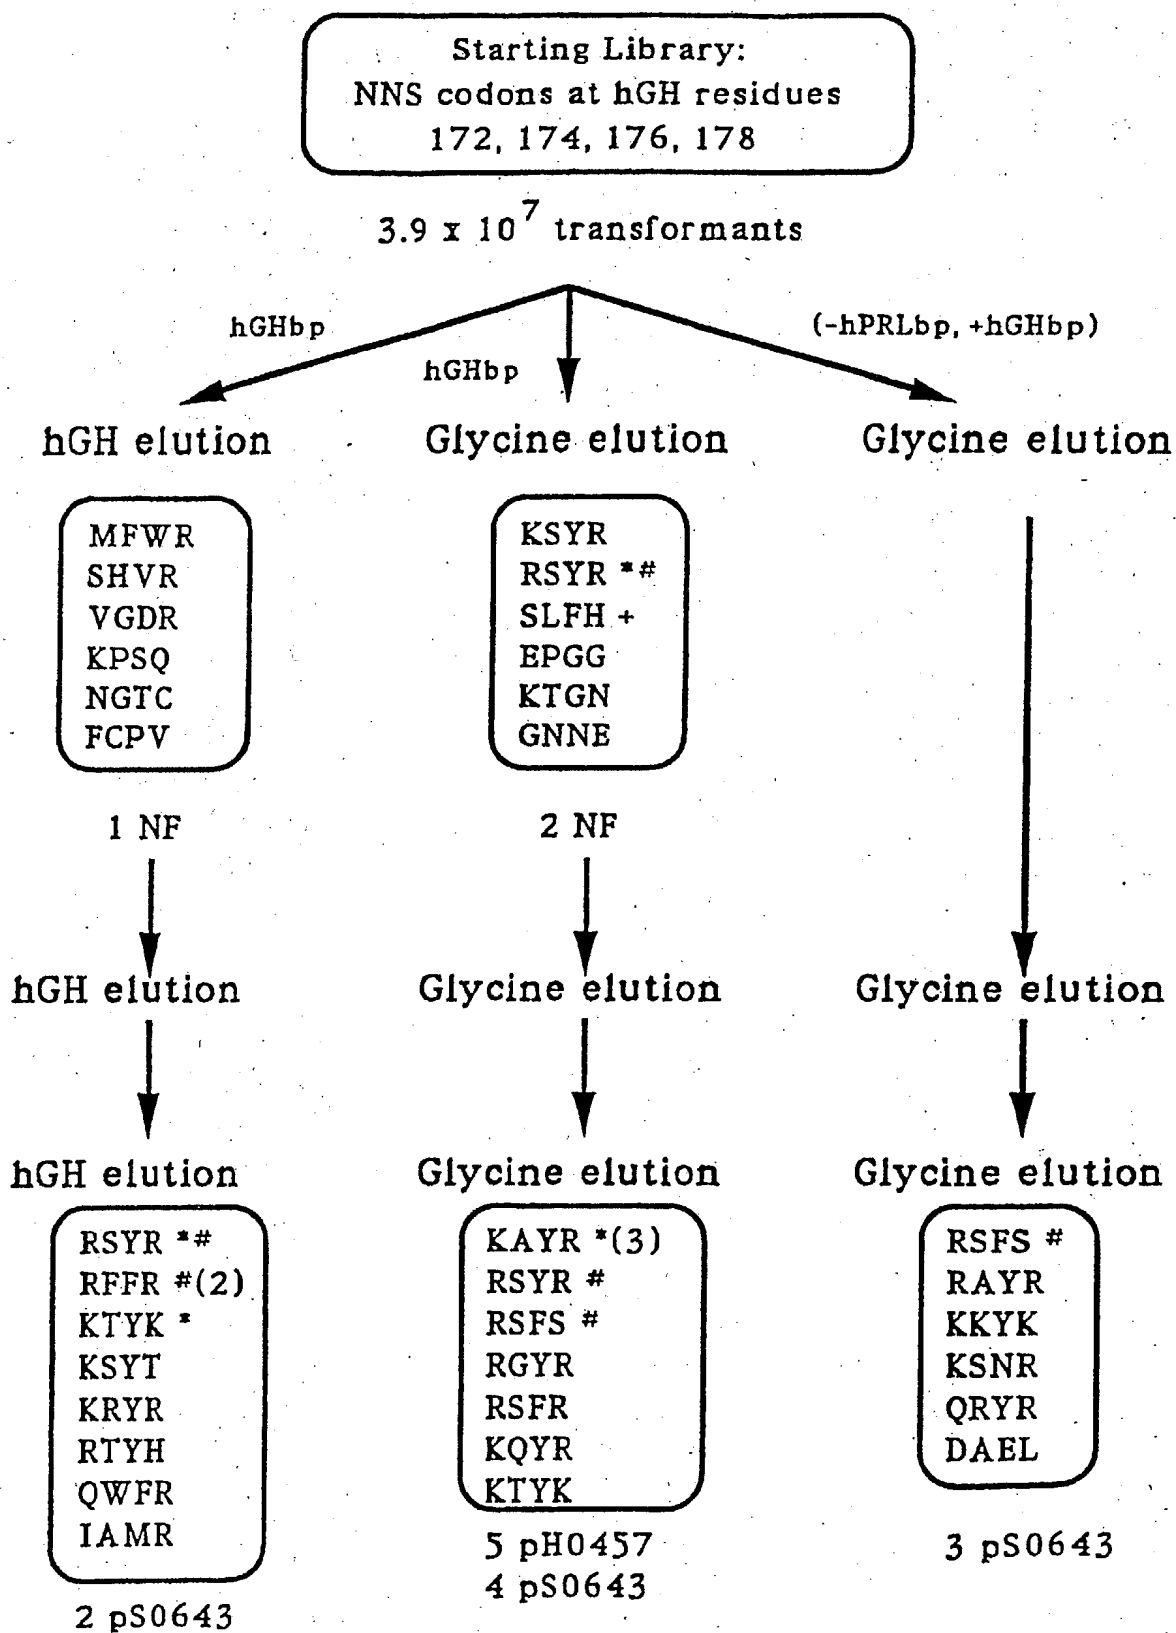 Starting Library:
NNS codons at hGH residues
172, 174, 176, 178
3.9 x 10^7 transformants
hGHbp
hGHbp
(-hPRLbp, +hGHbp)
hGH elution
Glycine elution
Glycine elution
MFWR
SHVR
VGDR
KPSQ
NGTC
FCPV
1 NF
KSYR
RSYR *#
SLFH +
EPGG
KTGN
GNNE
2 NF
hGH elution
Glycine elution
Glycine elution
hGH elution
Glycine elution
Glycine elution
RSYR *#
RFFR #(2)
KTYK *
KSYT
KRYR
RTYH
QWFR
IAMR
2 pS0643
KAYR *(3)
RSYR #
RSFS #
RGYR
RSFR
KQYR
KTYK
5 pH0457
4 pS0643
RSFS #
RAYR
KKYK
KSNR
QRYR
DAEL
3 pS0643